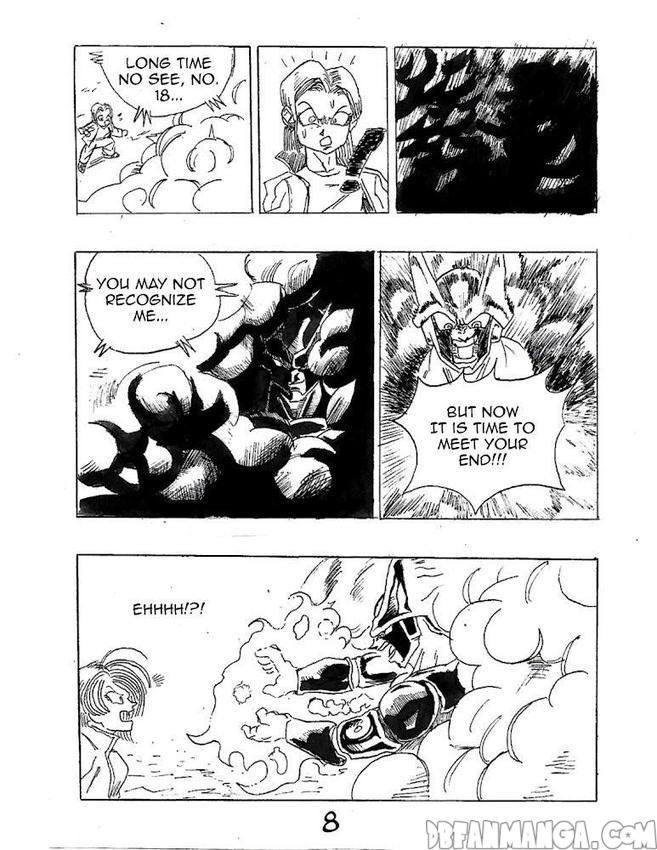 LONG TIME
NO SEE, NO.
18...
YOU MAY NOT
RECOGNIZE
ME...
BUT NOW
IT IS TIME TO
MEET YOUR
END!!!
EHHHH!?!
8
DBFANMANGA.COM